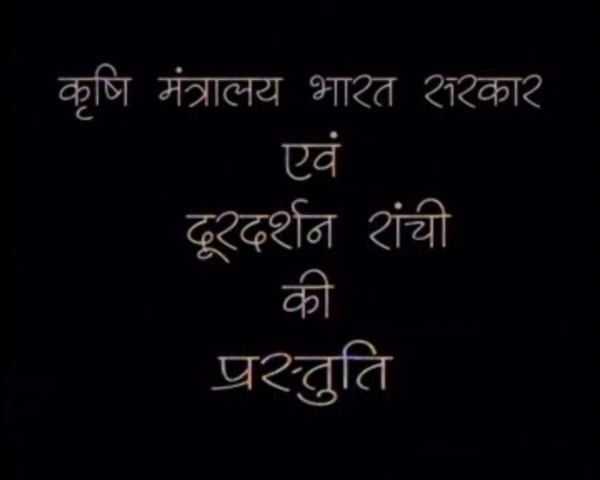 कृषि मंत्रालय भारत सरकार
एवं
दूरदर्शन रांची
की
प्रस्तुति